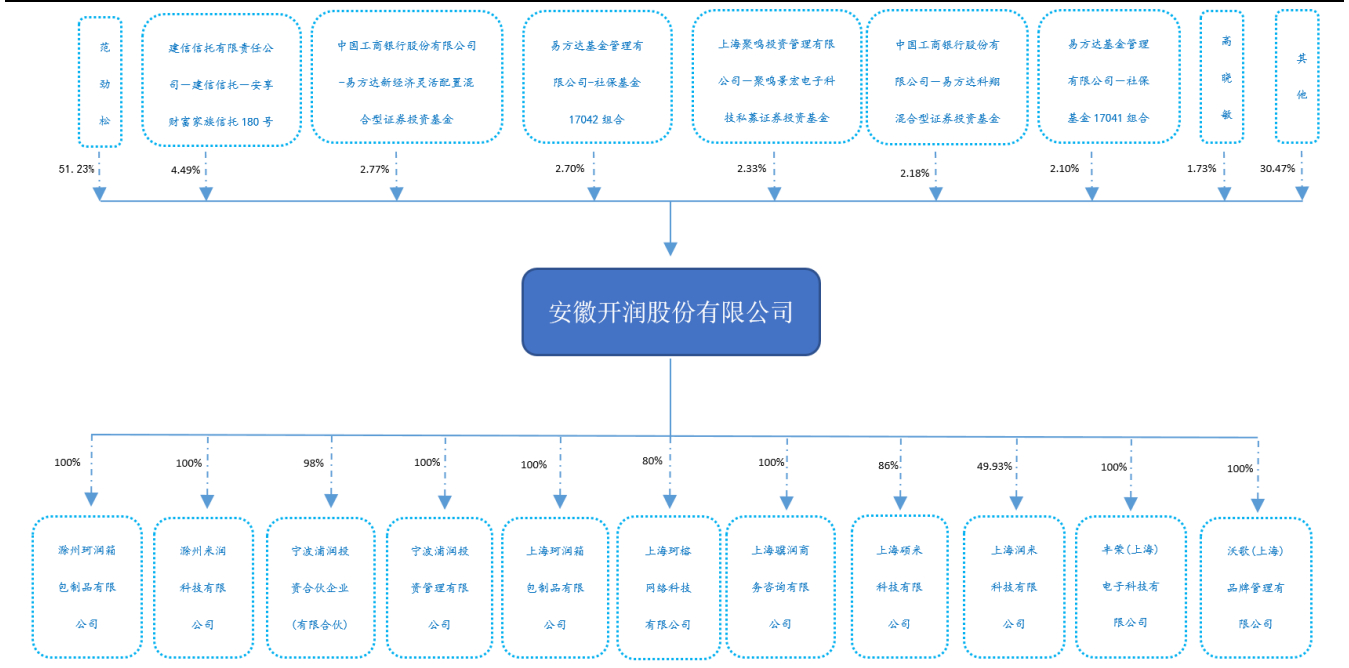 范
劲
松
建信信托有限责任公
司－建信信托－安享
财富家族信托 180 号
中国工商银行股份有限公司
-易方达新经济灵活配置混
合型证券投资基金
易方达基金管理有
限公司-社保基金
17042 组合
上海聚鸣投资管理有限
公司－聚鸣景宏电子科
技私募证券投资基金
中国工商银行股份有
限公司－易方达科翔
混合型证券投资基金
易方达基金管理
有限公司－社保
基金 17041 组合
高
晓
敏
其
他
51.23%
4.49%
2.77%
2.70%
2.33%
2.18%
2.10%
1.73%
30.47%
安徽开润股份有限公司
100%
100%
98%
100%
100%
80%
100%
86%
49.93%
100%
100%
滁州珂润箱
包制品有限
公司
滁州米润
科技有限
公司
宁波浦润投
资合伙企业
(有限合伙)
宁波浦润投
资管理有限
公司
上海珂润箱
包制品有限
公司
上海珂榕
网络科技
有限公司
上海骥润商
务咨询有限
公司
上海硕米
科技有限
公司
上海润米
科技有限
公司
丰荣(上海)
电子科技有
限公司
沃歌(上海)
品牌管理有
限公司